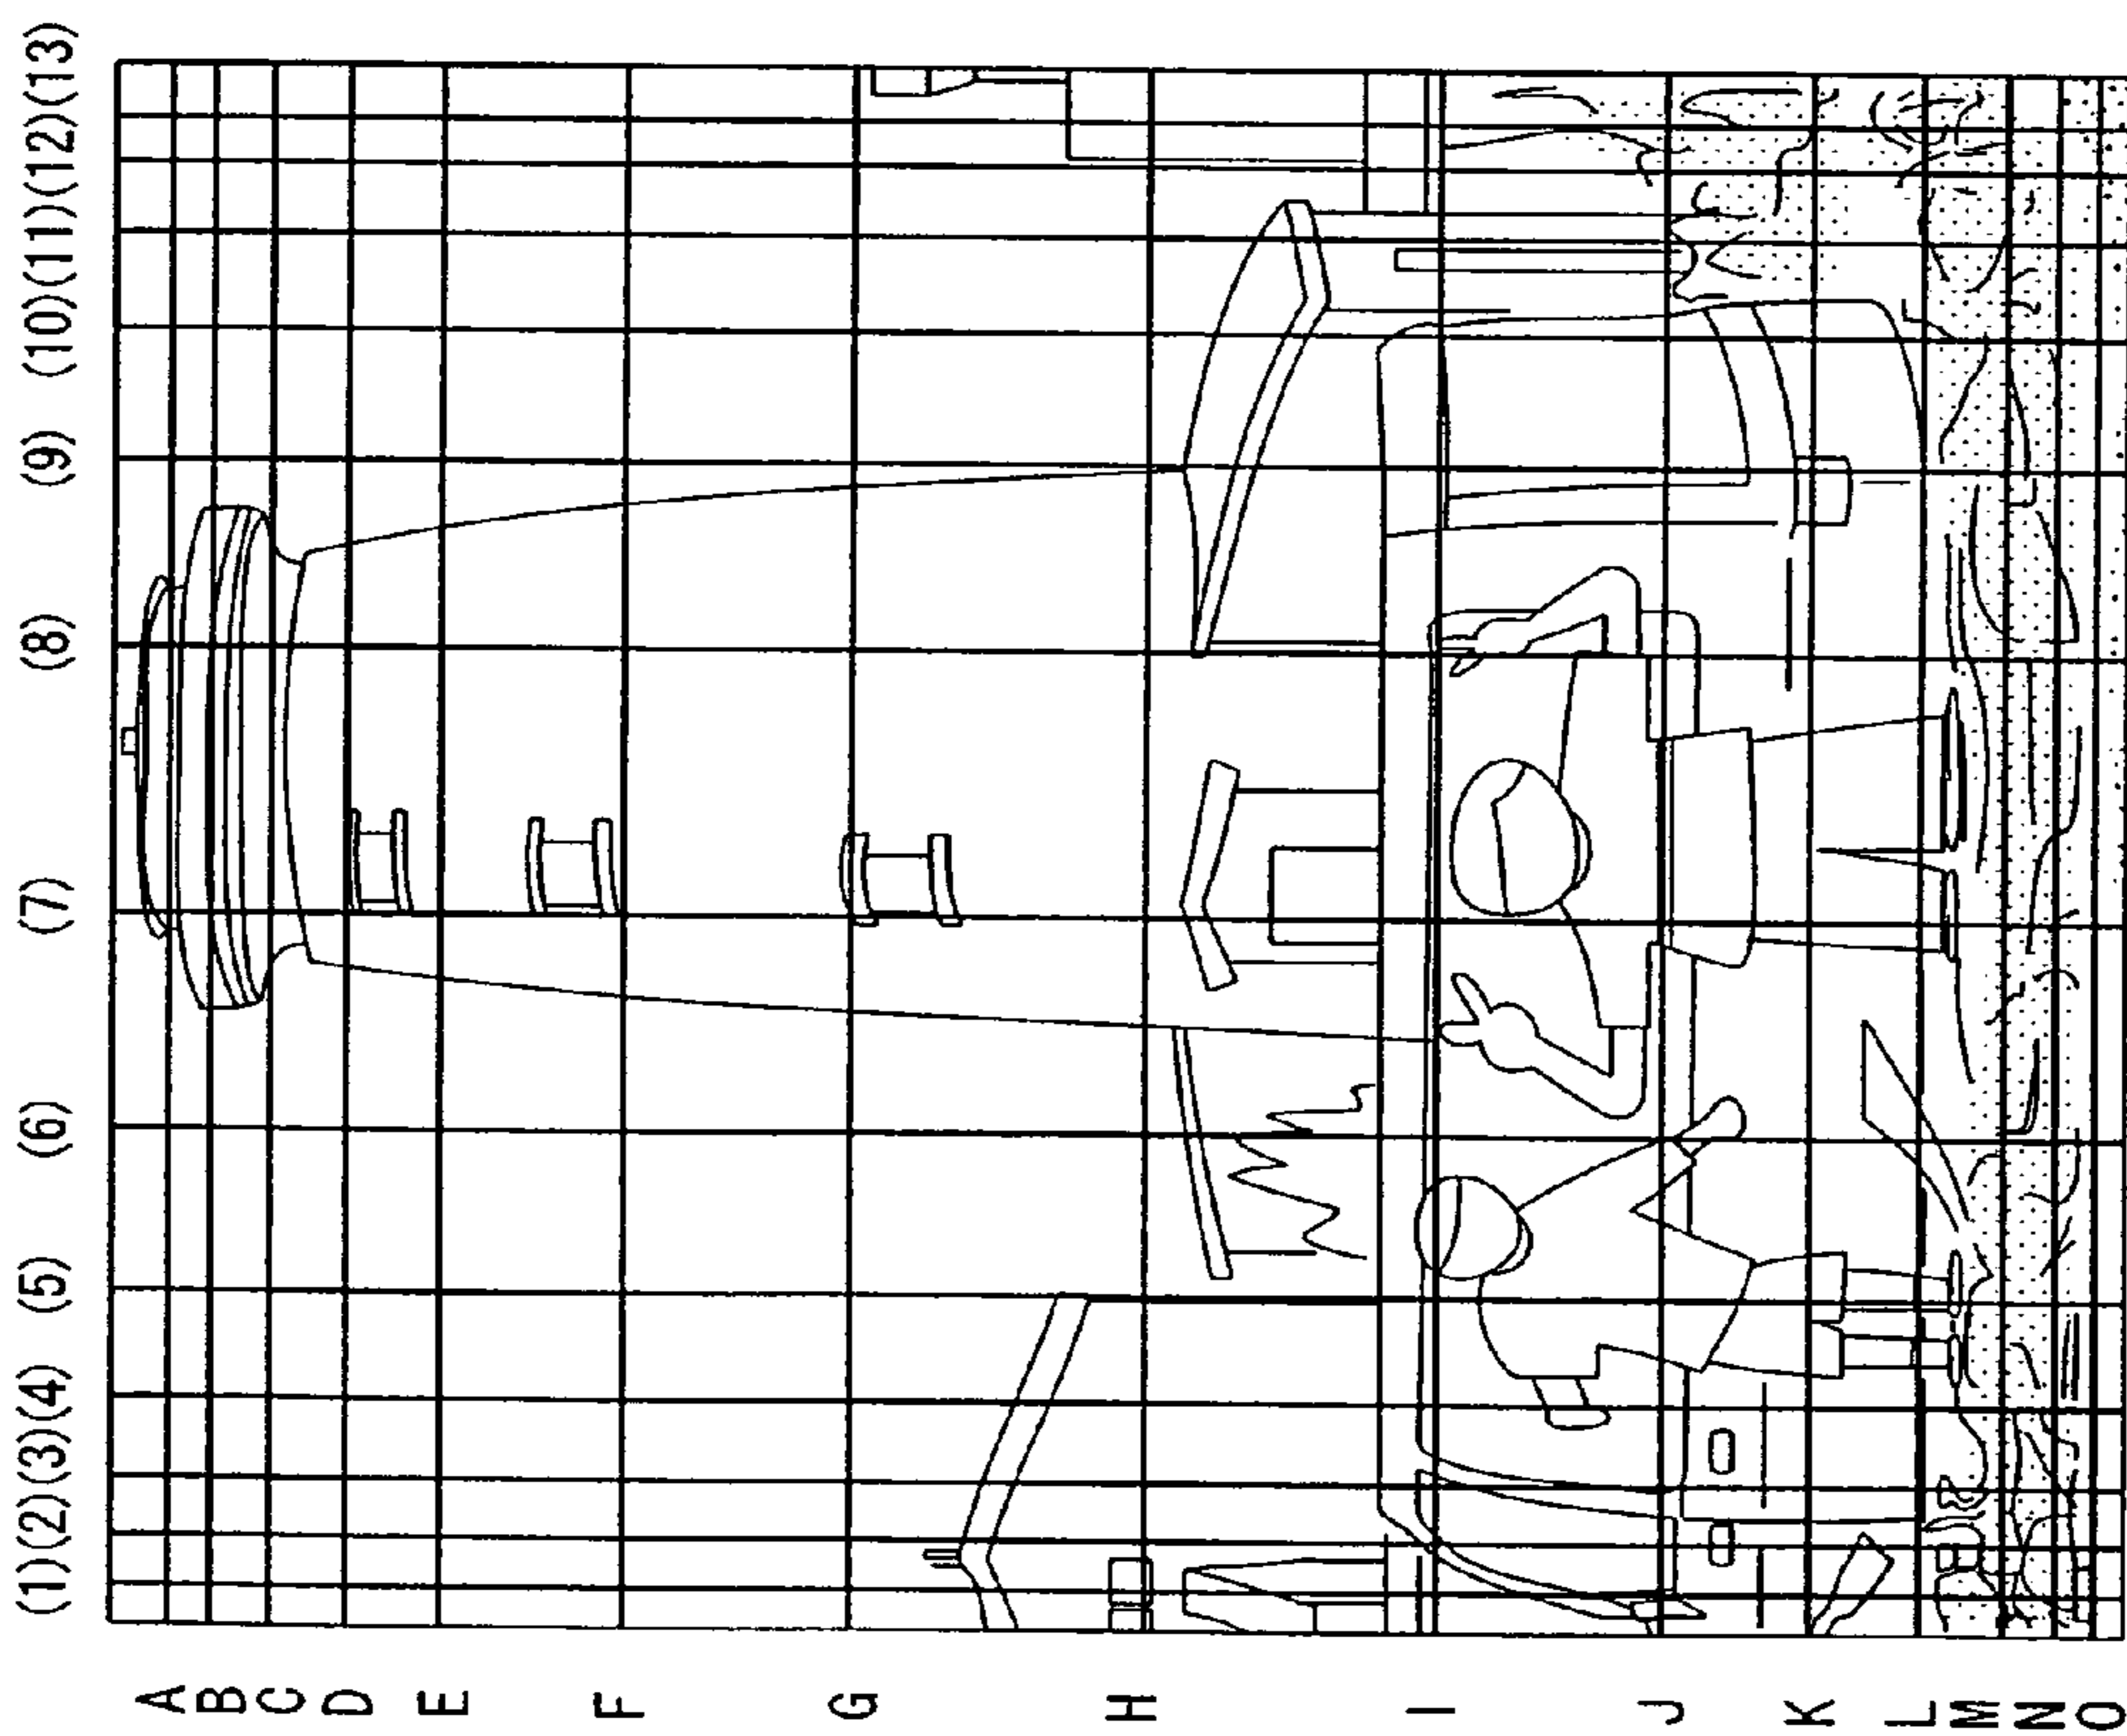 (1)(2)(3)(4) (5) (6) (7) (8) (9) (10)(11)(12)(13)
A
B
C
D
E
F
G
H
I
J
K
L
M
N
O